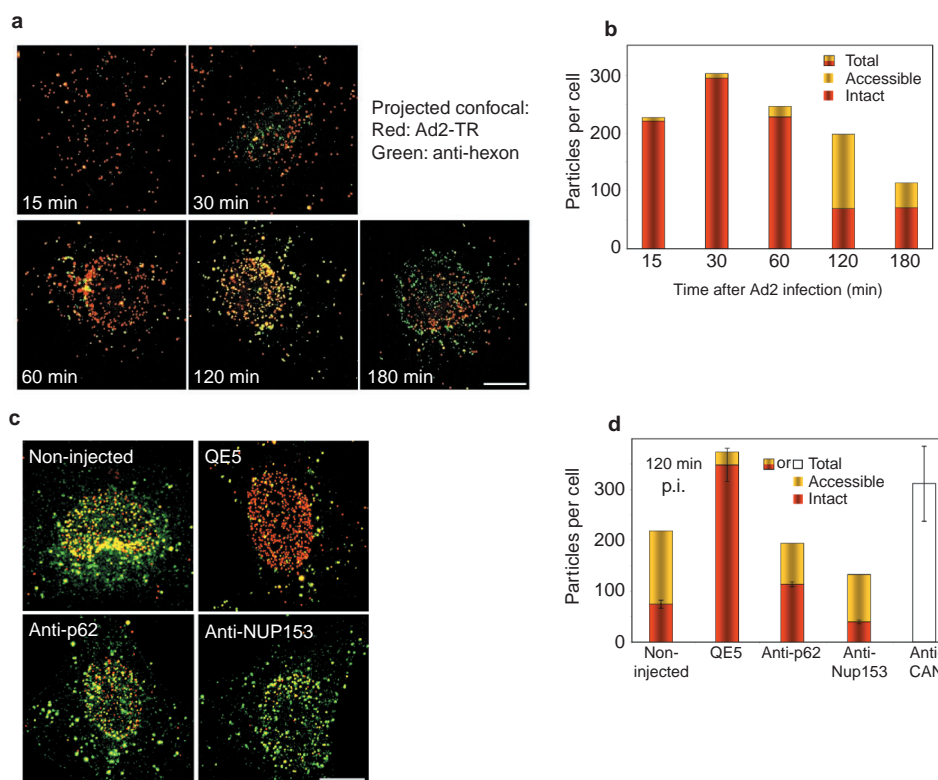 a
15 min
30 min
Projected confocal:
Red: Ad2-TR
Green: anti-hexon
60 min
120 min
180 min
b
Particles per cell
300
200
100
0
Total
Accessible
Intact
15
30
60
120
180
Time after Ad2 infection (min)
c
Non-injected
QE5
Anti-p62
Anti-NUP153
d
Particles per cell
300
200
100
0
120 min
p.i.
or
Total
Accessible
Intact
Non-
injected
QE5
Anti-p62
Anti-
Nup153
Anti
CAN